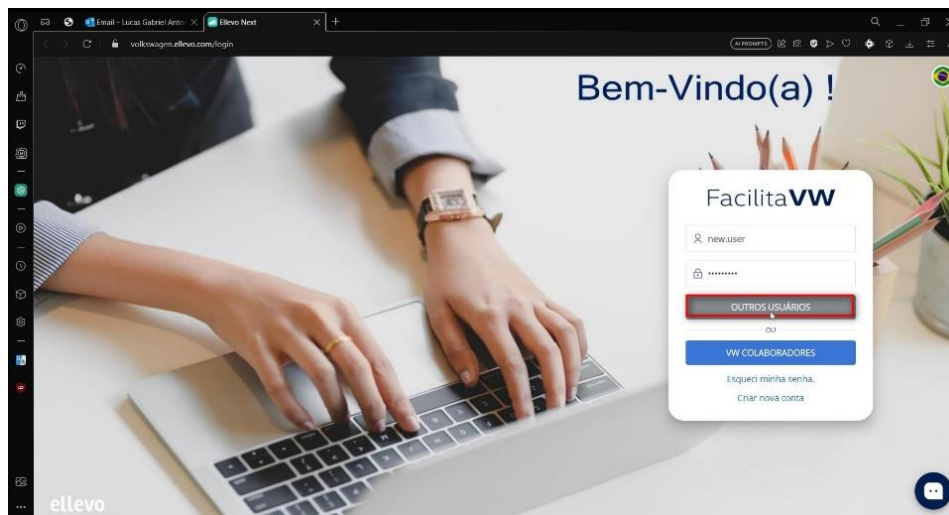 Email – Lucas Gabriel Anto
Ellevo Next
volkswagen.ellevo.com/login
AI PROMPTS
Bem-Vindo(a) !
FacilitaVW
new.user
•••••••••
OUTROS USUÁRIOS
OU
VW COLABORADORES
Esqueci minha senha.
Criar nova conta
ellevo